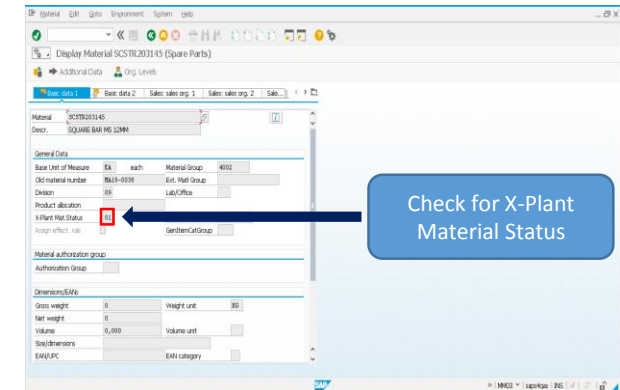 Material Edit Goto Environment System Help
Display Material SCSTR203145 (Spare Parts)
Additional Data Org. Levels
Basic data 1 Basic data 2 Sales: sales org. 1 Sales: sales org. 2 Sale...
Material SCSTR203145
Descr. SQUARE BAR MS 12MM
General Data
Base Unit of Measure EA each Material Group 4002
Old material number Ext. Matl Group
Division 09 Lab/Office
Product allocation
X-Plant Mat.Status 01
Assign effect. vals GenItemCatGroup
Material authorization group
Authorization Group
Dimensions/EANs
Gross weight 0 Weight unit KG
Net weight 0
Volume 0,000 Volume unit
Size/dimensions
EAN/UPC EAN category
Check for X-Plant
Material Status
SAP
MM03 INS